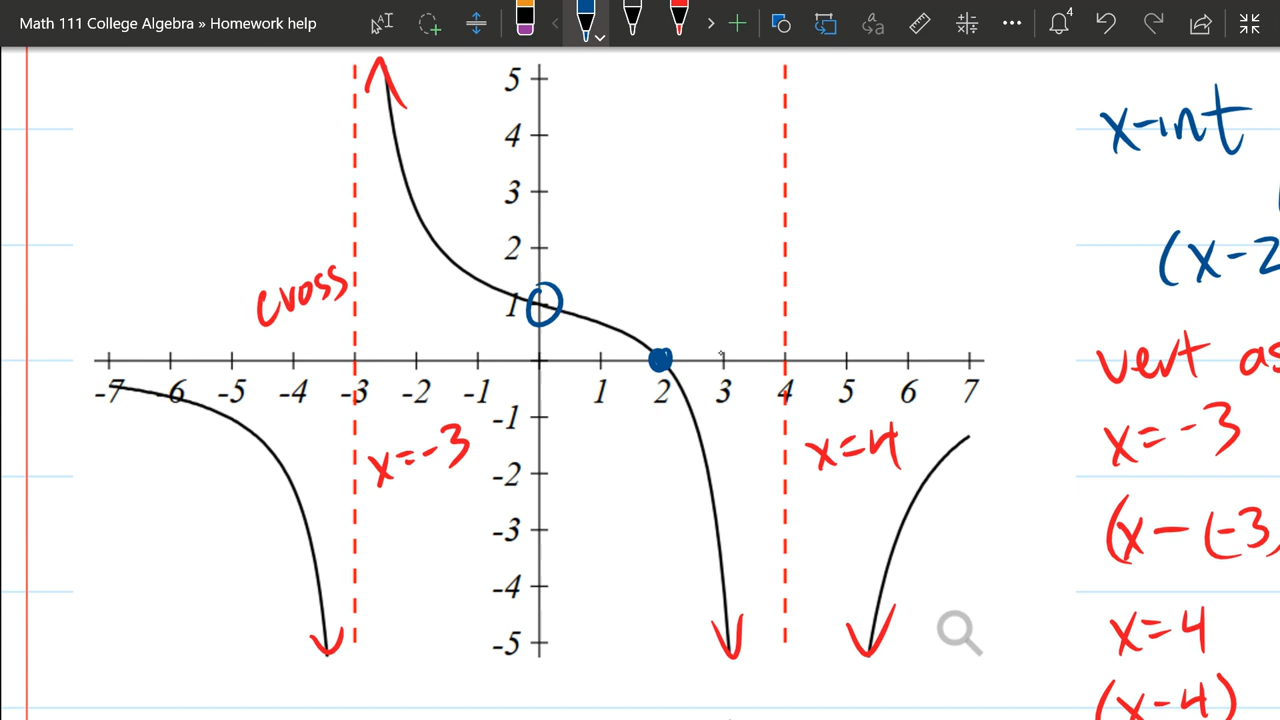 Math 111 College Algebra » Homework help
4
5
4
3
2
1
-7 -6 -5 -4 -3 -2 -1 1 2 3 4 5 6 7
-1
-2
-3
-4
-5
cross
x=-3
x=4
x-int
(x-2
vert as
x=-3
(x-(-3
x=4
(x-4)